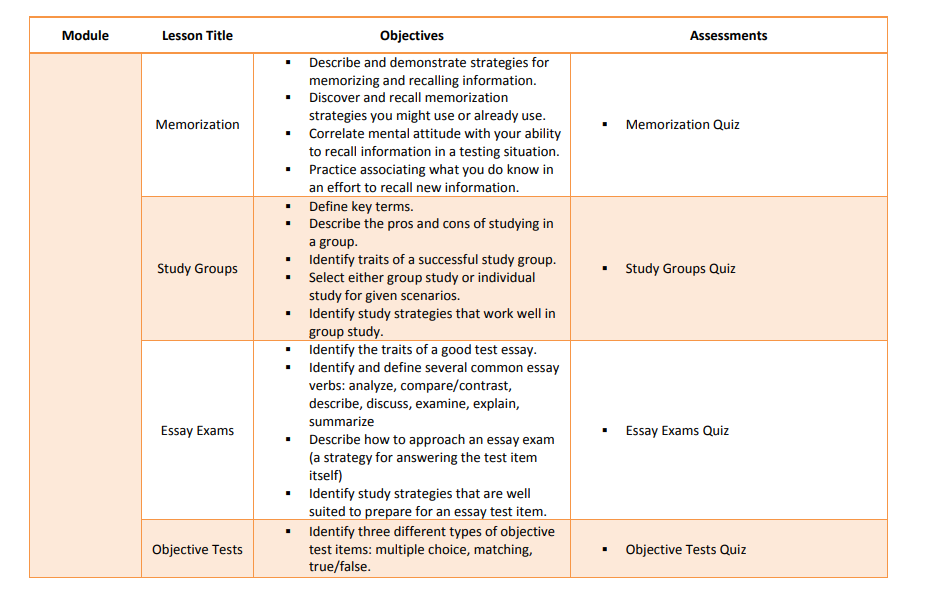 Module Lesson Title Objectives Assessments
Memorization
▪ Describe and demonstrate strategies for
memorizing and recalling information.
▪ Discover and recall memorization
strategies you might use or already use.
▪ Correlate mental attitude with your ability
to recall information in a testing situation.
▪ Practice associating what you do know in
an effort to recall new information.
▪ Memorization Quiz
Study Groups
▪ Define key terms.
▪ Describe the pros and cons of studying in
a group.
▪ Identify traits of a successful study group.
▪ Select either group study or individual
study for given scenarios.
▪ Identify study strategies that work well in
group study.
▪ Study Groups Quiz
Essay Exams
▪ Identify the traits of a good test essay.
▪ Identify and define several common essay
verbs: analyze, compare/contrast,
describe, discuss, examine, explain,
summarize
▪ Describe how to approach an essay exam
(a strategy for answering the test item
itself)
▪ Identify study strategies that are well
suited to prepare for an essay test item.
▪ Essay Exams Quiz
Objective Tests
▪ Identify three different types of objective
test items: multiple choice, matching,
true/false.
▪ Objective Tests Quiz